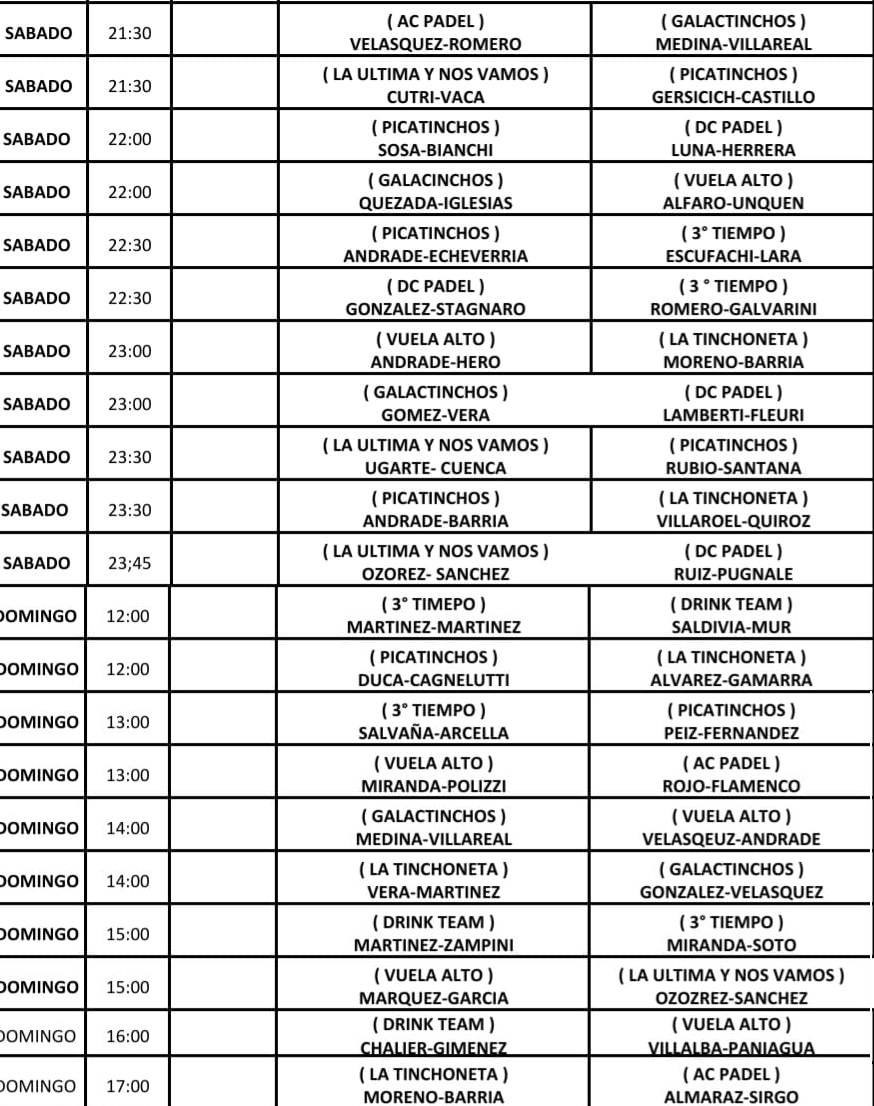 SABADO 21:30 ( AC PADEL ) ( GALACTINCHOS )
VELASQUEZ-ROMERO MEDINA-VILLAREAL
SABADO 21:30 ( LA ULTIMA Y NOS VAMOS ) ( PICATINCHOS )
CUTRI-VACA GERSICICH-CASTILLO
SABADO 22:00 ( PICATINCHOS ) ( DC PADEL )
SOSA-BIANCHI LUNA-HERRERA
SABADO 22:00 ( GALACINCHOS ) ( VUELA ALTO )
QUEZADA-IGLESIAS ALFARO-UNQUEN
SABADO 22:30 ( PICATINCHOS ) ( 3° TIEMPO )
ANDRADE-ECHEVERRIA ESCUFACHI-LARA
SABADO 22:30 ( DC PADEL ) ( 3 ° TIEMPO )
GONZALEZ-STAGNARO ROMERO-GALVARINI
SABADO 23:00 ( VUELA ALTO ) ( LA TINCHONETA )
ANDRADE-HERO MORENO-BARRIA
SABADO 23:00 ( GALACTINCHOS ) ( DC PADEL )
GOMEZ-VERA LAMBERTI-FLEURI
SABADO 23:30 ( LA ULTIMA Y NOS VAMOS ) ( PICATINCHOS )
UGARTE- CUENCA RUBIO-SANTANA
SABADO 23:30 ( PICATINCHOS ) ( LA TINCHONETA )
ANDRADE-BARRIA VILLAROEL-QUIROZ
SABADO 23;45 ( LA ULTIMA Y NOS VAMOS ) ( DC PADEL )
OZOREZ- SANCHEZ RUIZ-PUGNALE
DOMINGO 12:00 ( 3° TIMEPO ) ( DRINK TEAM )
MARTINEZ-MARTINEZ SALDIVIA-MUR
DOMINGO 12:00 ( PICATINCHOS ) ( LA TINCHONETA )
DUCA-CAGNELUTTI ALVAREZ-GAMARRA
DOMINGO 13:00 ( 3° TIEMPO ) ( PICATINCHOS )
SALVAÑA-ARCELLA PEIZ-FERNANDEZ
DOMINGO 13:00 ( VUELA ALTO ) ( AC PADEL )
MIRANDA-POLIZZI ROJO-FLAMENCO
DOMINGO 14:00 ( GALACTINCHOS ) ( VUELA ALTO )
MEDINA-VILLAREAL VELASQEUZ-ANDRADE
DOMINGO 14:00 ( LA TINCHONETA ) ( GALACTINCHOS )
VERA-MARTINEZ GONZALEZ-VELASQUEZ
DOMINGO 15:00 ( DRINK TEAM ) ( 3° TIEMPO )
MARTINEZ-ZAMPINI MIRANDA-SOTO
DOMINGO 15:00 ( VUELA ALTO ) ( LA ULTIMA Y NOS VAMOS )
MARQUEZ-GARCIA OZOZREZ-SANCHEZ
DOMINGO 16:00 ( DRINK TEAM ) ( VUELA ALTO )
CHALIER-GIMENEZ VILLALBA-PANIAGUA
DOMINGO 17:00 ( LA TINCHONETA ) ( AC PADEL )
MORENO-BARRIA ALMARAZ-SIRGO